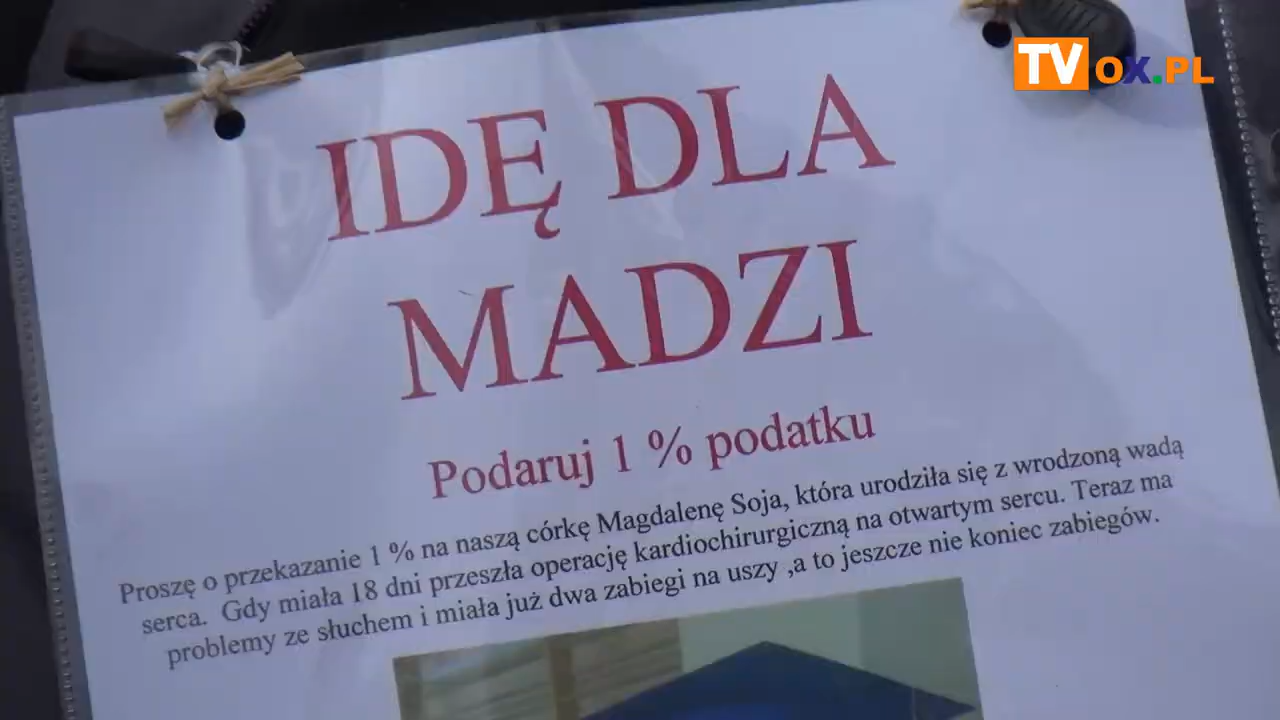 TVOX.PL
IDĘ DLA
MADZI
Podaruj 1 % podatku
Proszę o przekazanie 1 % na naszą córkę Magdalenę Soja, która urodziła się z wrodzoną wadą
serca. Gdy miała 18 dni przeszła operację kardiochirurgiczną na otwartym sercu. Teraz ma
problemy ze słuchem i miała już dwa zabiegi na uszy ,a to jeszcze nie koniec zabiegów.